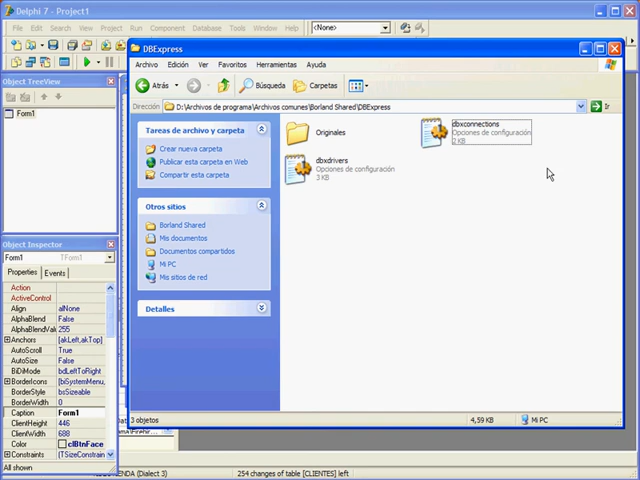 Delphi 7 - Project1
File Edit Search View Project Run Component Database Tools Window Help
<None>
DBExpress
Archivo Edición Ver Favoritos Herramientas Ayuda
Atrás Búsqueda Carpetas
Dirección D:\Archivos de programa\Archivos comunes\Borland Shared\DBExpress Ir
Object TreeView
Form1
Tareas de archivo y carpeta
Crear nueva carpeta
Publicar esta carpeta en Web
Compartir esta carpeta
Otros sitios
Borland Shared
Mis documentos
Documentos compartidos
Mi PC
Mis sitios de red
Detalles
Originales
dbxconnections
Opciones de configuración
2 KB
dbxdrivers
Opciones de configuración
3 KB
3 objetos 4,59 KB Mi PC
Object Inspector
Form1 TForm1
Properties Events
Action
ActiveControl
Align alNone
AlphaBlend False
AlphaBlendVal 255
Anchors [akLeft,akTop]
AutoScroll True
AutoSize False
BiDiMode bdLeftToRight
BorderIcons [biSystemMenu,
BorderStyle bsSizeable
BorderWidth 0
Caption Form1
ClientHeight 446
ClientWidth 688
Color clBtnFace
Constraints (TSizeConstrain
All shown
(Dialect 3) 254 changes of table [CLIENTES] left